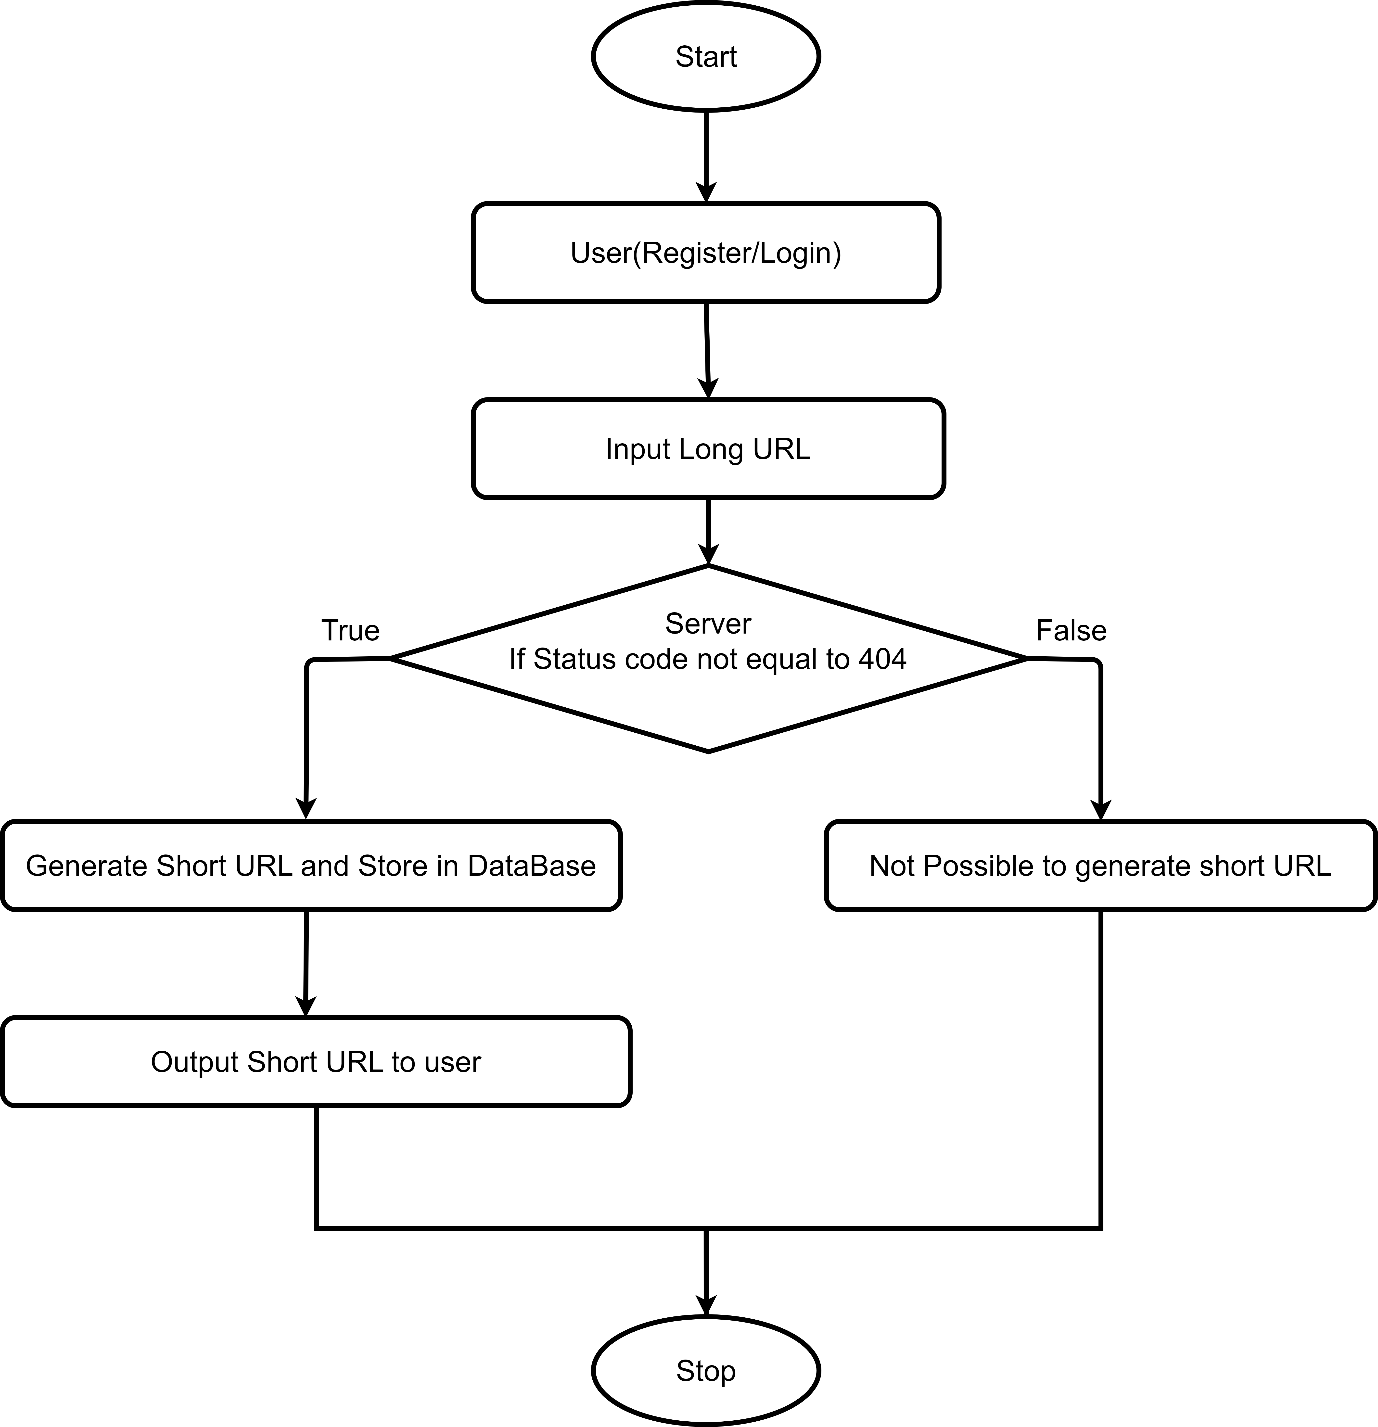 Start
User(Register/Login)
Input Long URL
Server
If Status code not equal to 404
True
False
Generate Short URL and Store in DataBase
Not Possible to generate short URL
Output Short URL to user
Stop